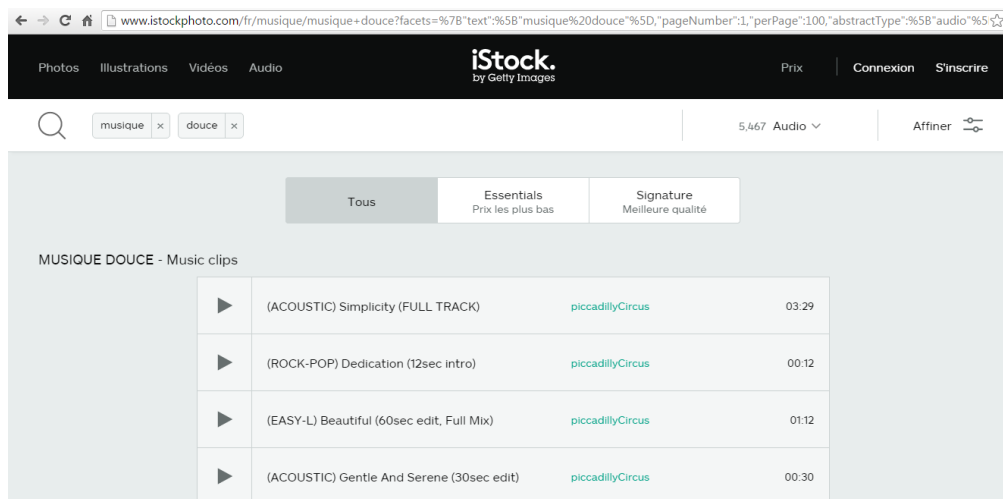 www.istockphoto.com/fr/musique/musique+douce?facets=%7B"text":%5B"musique%20douce"%5D,"pageNumber":1,"perPage":100,"abstractType":%5B"audio"%5
Photos Illustrations Vidéos Audio iStock. Prix Connexion S'inscrire
by Getty Images
musique × douce × 5,467 Audio Affiner
Tous Essentials Signature
Prix les plus bas Meilleure qualité
MUSIQUE DOUCE - Music clips
(ACOUSTIC) Simplicity (FULL TRACK) piccadillyCircus 03:29
(ROCK-POP) Dedication (12sec intro) piccadillyCircus 00:12
(EASY-L) Beautiful (60sec edit, Full Mix) piccadillyCircus 01:12
(ACOUSTIC) Gentle And Serene (30sec edit) piccadillyCircus 00:30